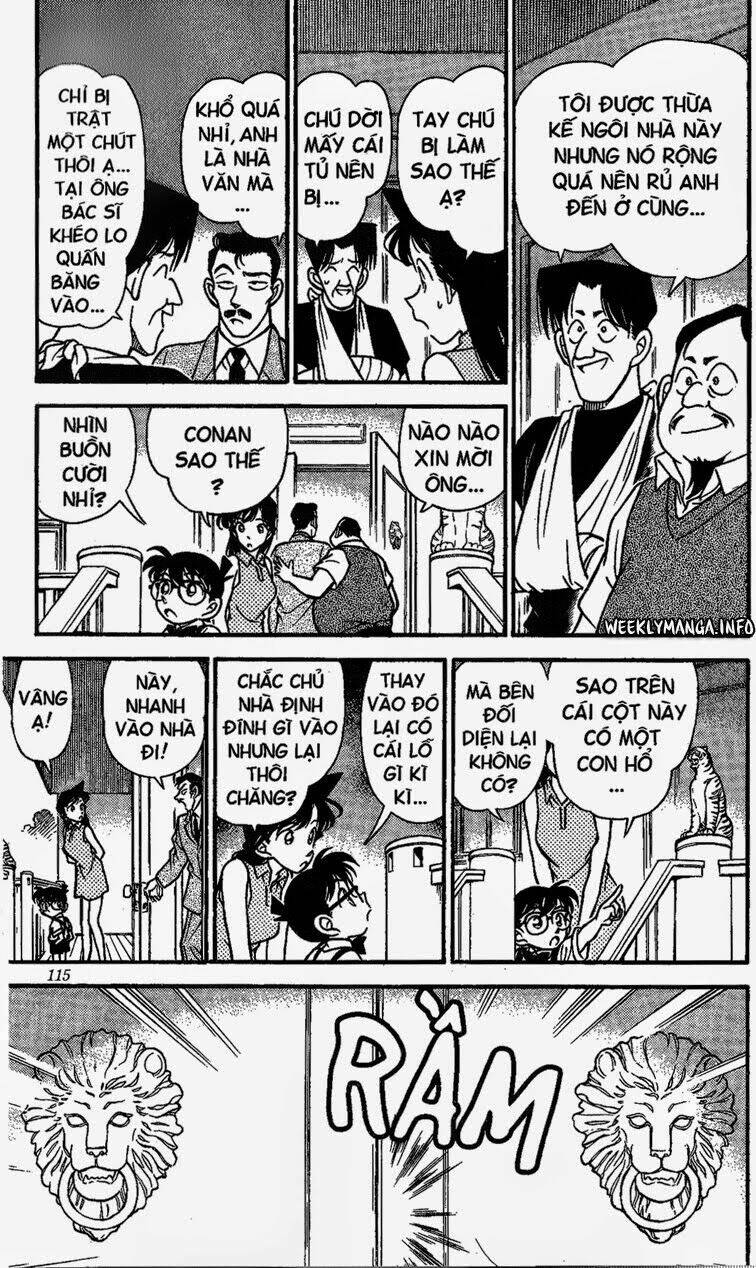 TÔI ĐƯỢC THỪA
KẾ NGÔI NHÀ NÀY
NHƯNG NÓ RỘNG
QUÁ NÊN RỦ ANH
ĐẾN Ở CÙNG...
TAY CHÚ
BỊ LÀM
SAO THẾ
Ạ?
CHÚ DỜI
MẤY CÁI
TỦ NÊN
BỊ...
KHỔ QUÁ
NHỈ, ANH
LÀ NHÀ
VĂN MÀ
...
CHỈ BỊ
TRẬT
MỘT CHÚT
THÔI Ạ...
TẠI ÔNG
BÁC SĨ
KHÉO LO
QUẤN
BĂNG
VÀO...
NÀO NÀO
XIN MỜI
ÔNG...
CONAN
SAO THẾ
?
NHÌN
BUỒN
CƯỜI
NHỈ?
WEEKLYMANGA.INFO
SAO TRÊN
CÁI CỘT NÀY
CÓ MỘT
CON HỔ
...
MÀ BÊN
ĐỐI
DIỆN LẠI
KHÔNG
CÓ?
THAY
VÀO ĐÓ
LẠI CÓ
CÁI LỖ
GÌ KÌ
KÌ...
CHẮC CHỦ
NHÀ ĐỊNH
ĐÍNH GÌ VÀO
NHƯNG LẠI
THÔI
CHĂNG?
NÀY,
NHANH
VÀO NHÀ
ĐI!
VÂNG
Ạ!
115
RẦM